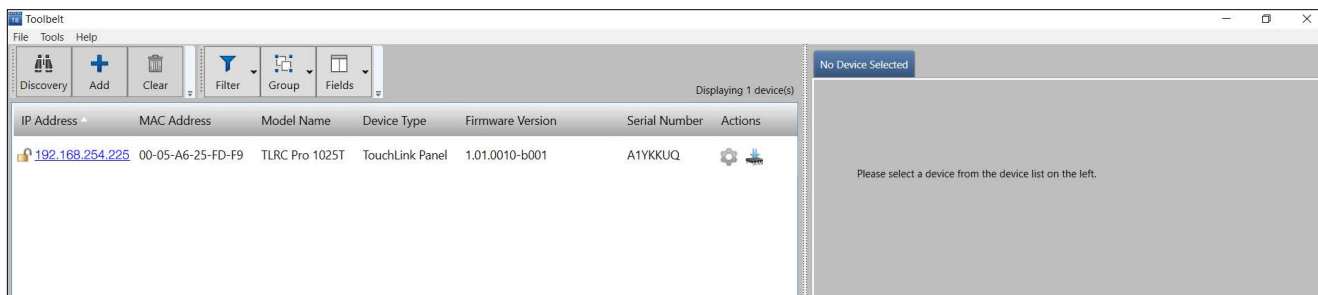 TS Toolbelt
File Tools Help
Discovery Add Clear Filter Group Fields
Displaying 1 device(s)
IP Address MAC Address Model Name Device Type Firmware Version Serial Number Actions
192.168.254.225 00-05-A6-25-FD-F9 TLRC Pro 1025T TouchLink Panel 1.01.0010-b001 A1YKKUQ
No Device Selected
Please select a device from the device list on the left.